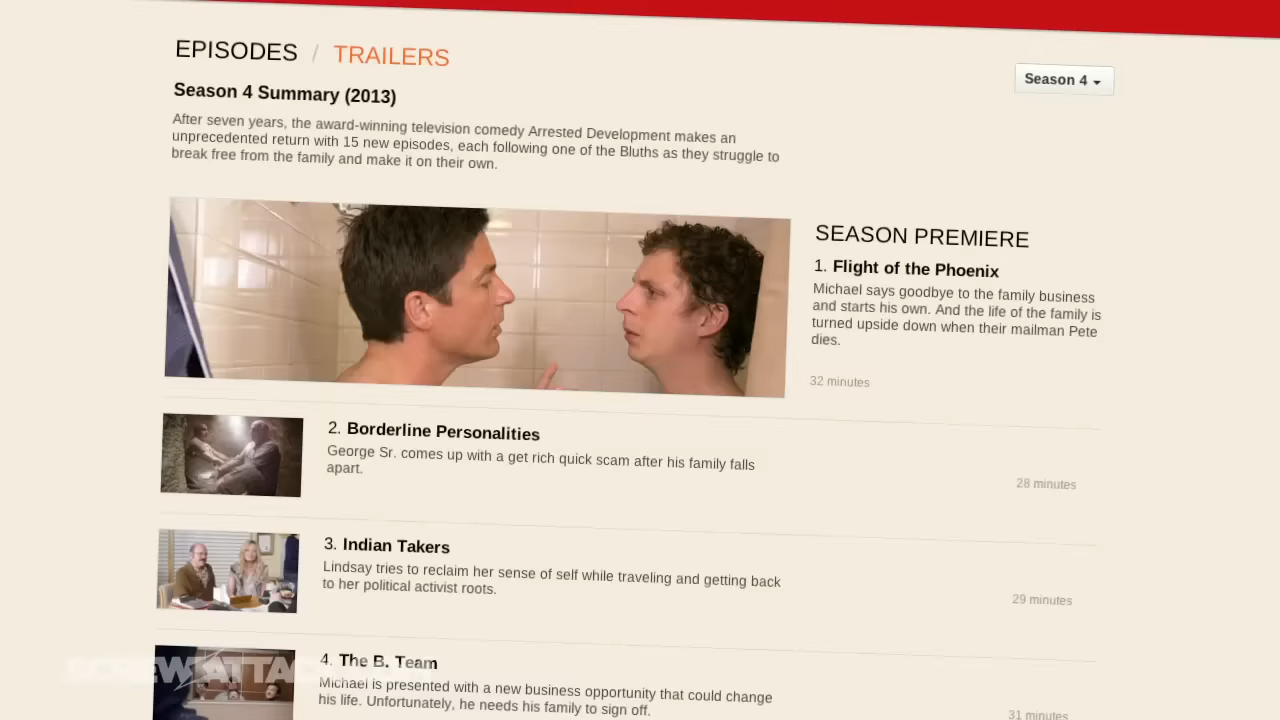 EPISODES / TRAILERS
Season 4
Season 4 Summary (2013)
After seven years, the award-winning television comedy Arrested Development makes an
unprecedented return with 15 new episodes, each following one of the Bluths as they struggle to
break free from the family and make it on their own.
SEASON PREMIERE
1. Flight of the Phoenix
Michael says goodbye to the family business
and starts his own. And the life of the family is
turned upside down when their mailman Pete
dies.
32 minutes
2. Borderline Personalities
George Sr. comes up with a get rich quick scam after his family falls
apart.
28 minutes
3. Indian Takers
Lindsay tries to reclaim her sense of self while traveling and getting back
to her political activist roots.
29 minutes
4. The B. Team
Michael is presented with a new business opportunity that could change
his life. Unfortunately, he needs his family to sign off.
31 minutes